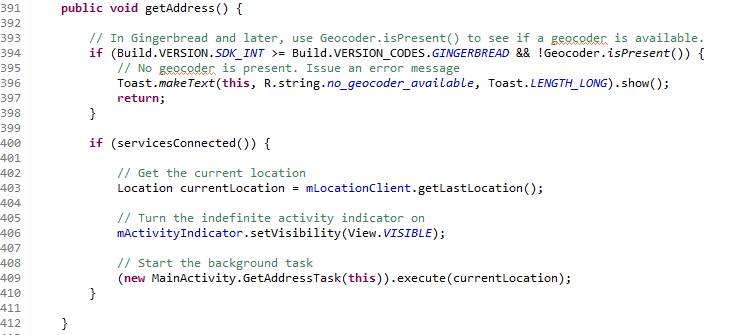 391 public void getAddress() {
392
393 // In Gingerbread and later, use Geocoder.isPresent() to see if a geocoder is available.
394 if (Build.VERSION.SDK_INT >= Build.VERSION_CODES.GINGERBREAD && !Geocoder.isPresent()) {
395 // No geocoder is present. Issue an error message
396 Toast.makeText(this, R.string.no_geocoder_available, Toast.LENGTH_LONG).show();
397 return;
398 }
399
400 if (servicesConnected()) {
401
402 // Get the current location
403 Location currentLocation = mLocationClient.getLastLocation();
404
405 // Turn the indefinite activity indicator on
406 mActivityIndicator.setVisibility(View.VISIBLE);
407
408 // Start the background task
409 (new MainActivity.GetAddressTask(this)).execute(currentLocation);
410 }
411
412 }